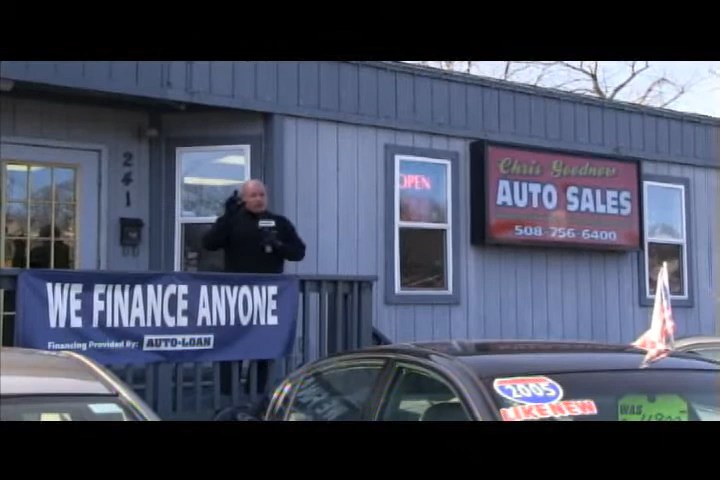 241
OPEN
Chris Goodnow
AUTO SALES
508-756-6400
WE FINANCE ANYONE
Financing Provided By: AUTO-LOAN
2005
LIKE NEW
WAS